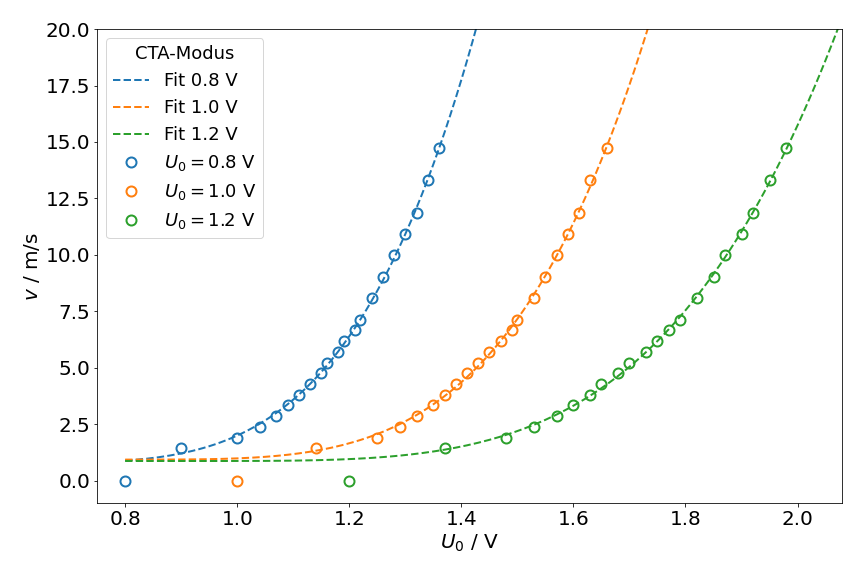 CTA-Modus
Fit 0.8 V
Fit 1.0 V
Fit 1.2 V
U₀ = 0.8 V
U₀ = 1.0 V
U₀ = 1.2 V
20.0
17.5
15.0
12.5
10.0
7.5
5.0
2.5
0.0
v / m/s
0.8 1.0 1.2 1.4 1.6 1.8 2.0
U₀ / V